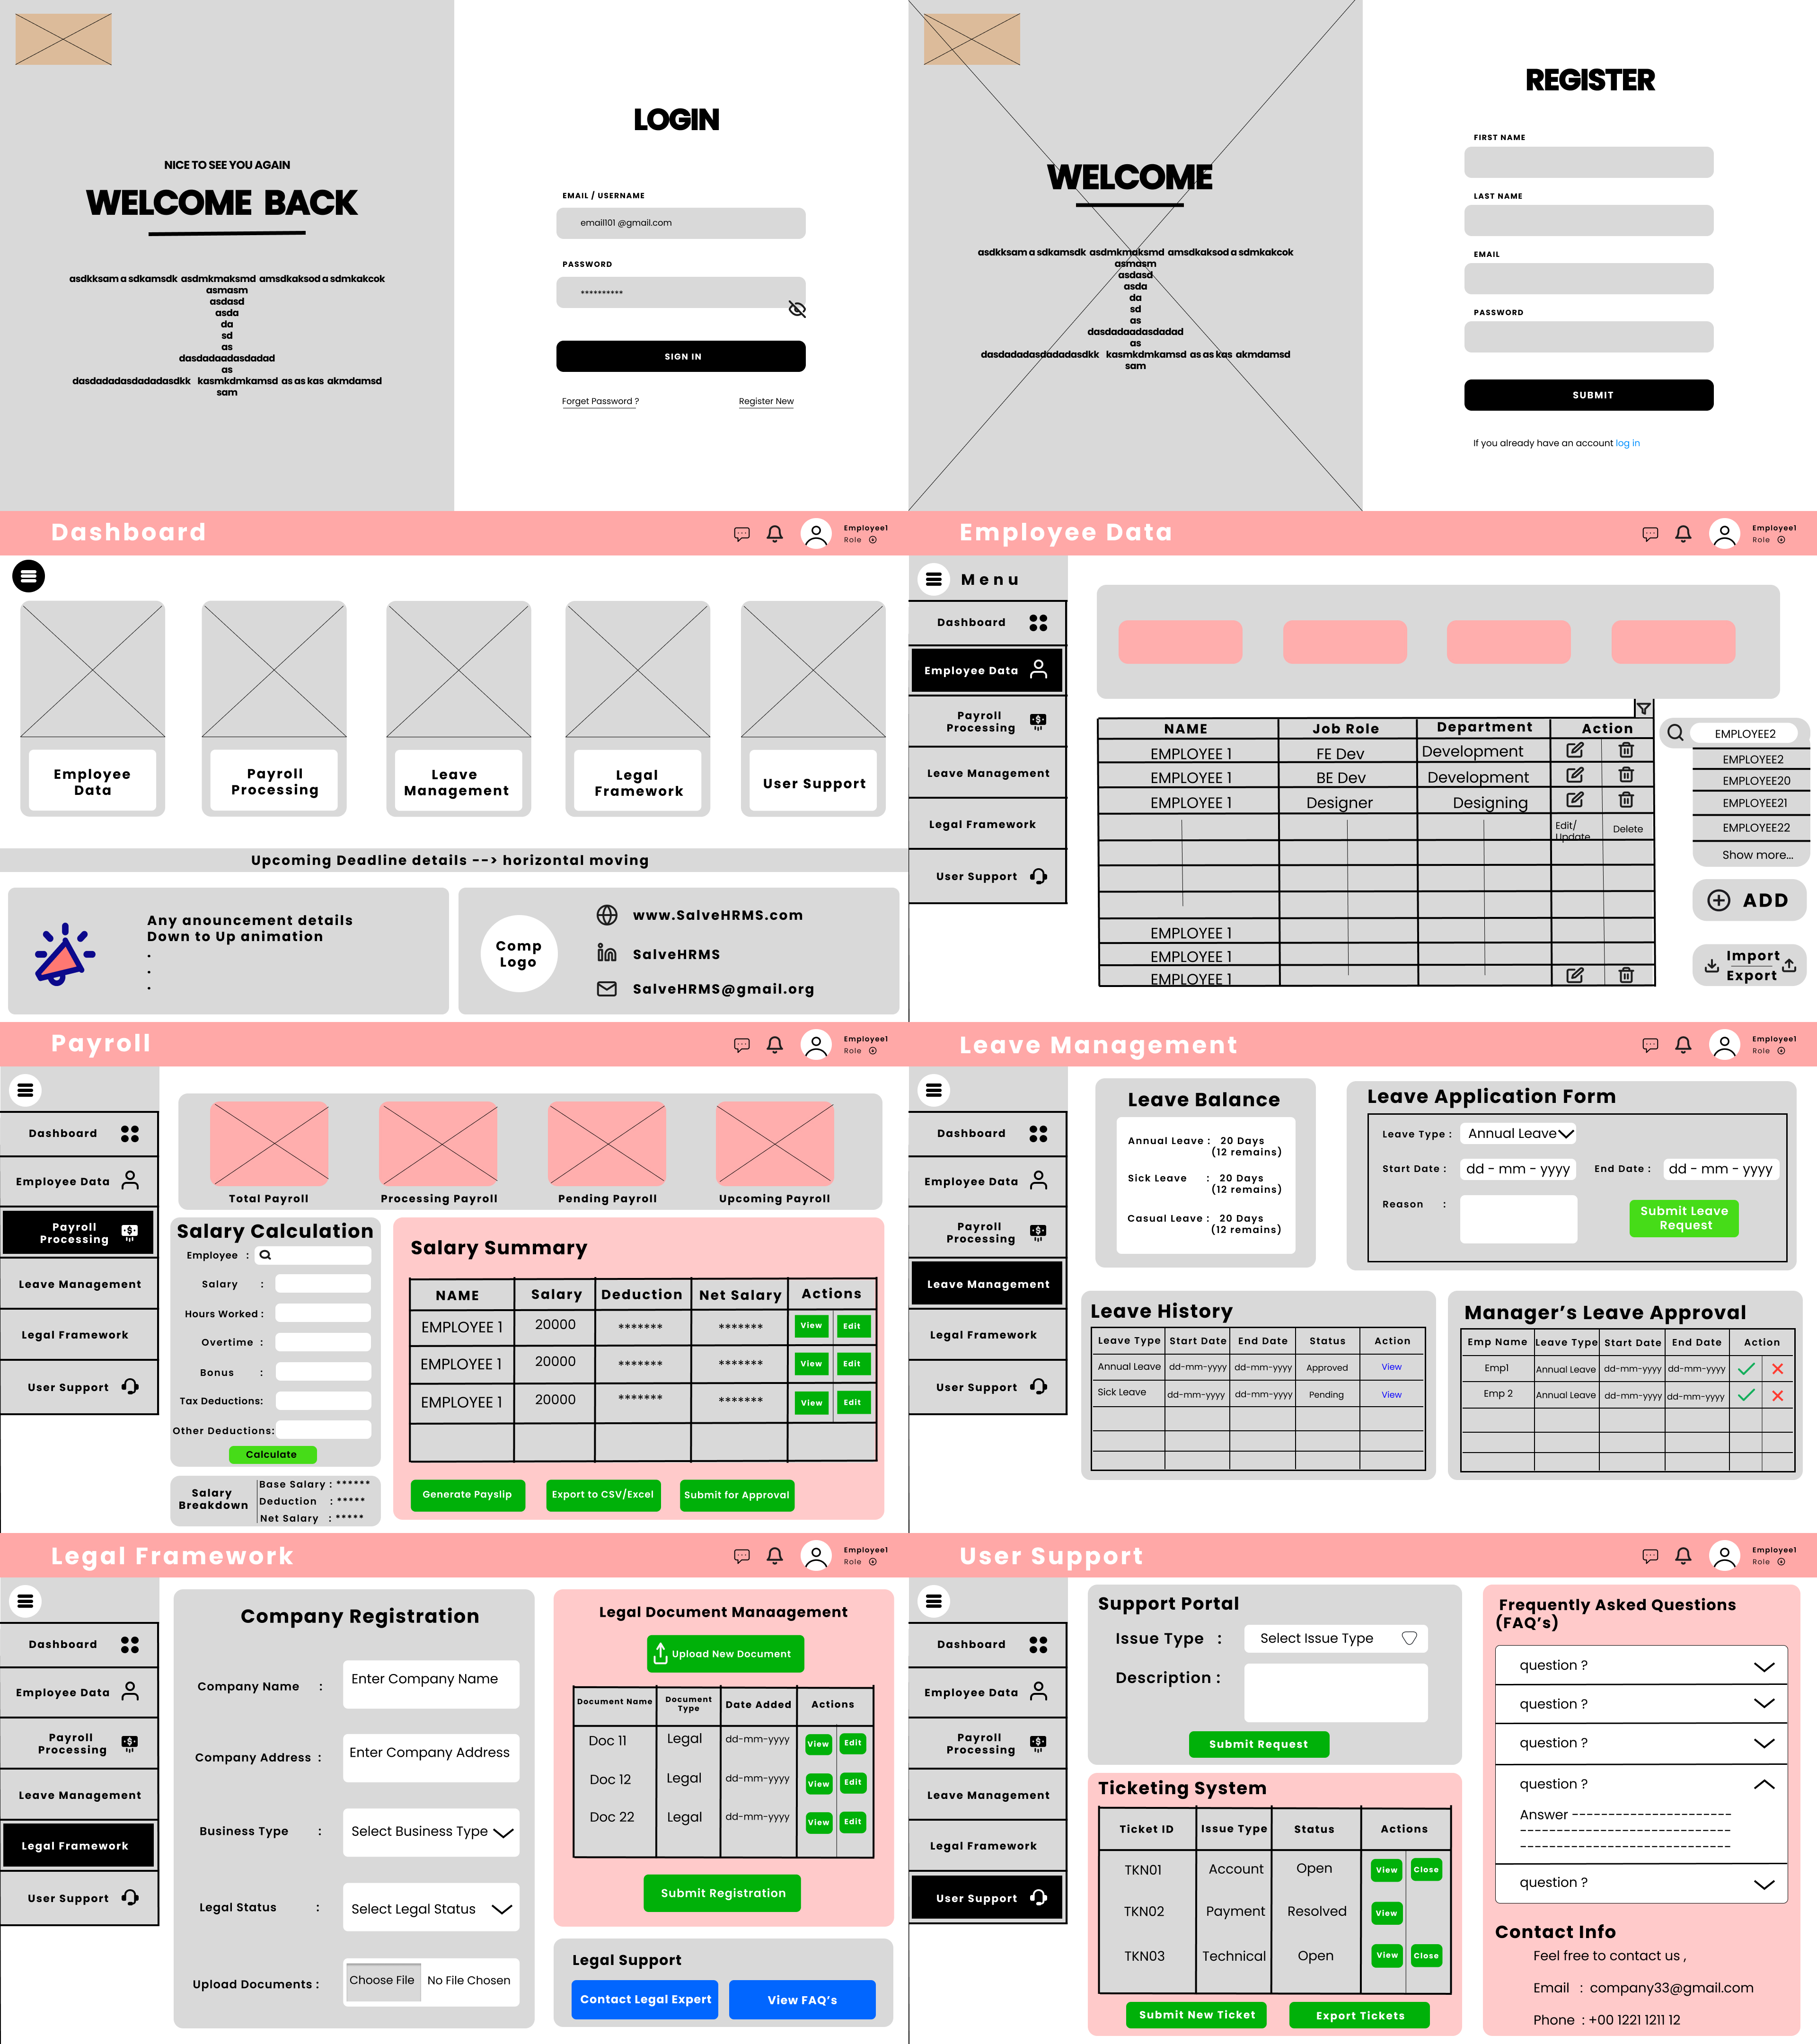 NICE TO SEE YOU AGAIN
WELCOME BACK
asdkksam a sdkamsdk asdmkmaksmd amsdkaksod a sdmkakcok
asmasm
asdasd
asda
da
sd
as
dasdadaadasdadad
as
dasdadadasdadadasdkk kasmkdmkamsd as as kas akmdamsd
sam
LOGIN
EMAIL / USERNAME
email101 @gmail.com
PASSWORD
**********
SIGN IN
Forget Password ?
Register New
WELCOME
asdkksam a sdkamsdk asdmkmaksmd amsdkaksod a sdmkakcok
asmasm
asdasd
asda
da
sd
as
dasdadaadasdadad
as
dasdadadasdadadasdkk kasmkdmkamsd as as kas akmdamsd
sam
REGISTER
FIRST NAME
LAST NAME
EMAIL
PASSWORD
SUBMIT
If you already have an account log in
Dashboard
Employee1
Role
Employee
Data
Payroll
Processing
Leave
Management
Legal
Framework
User Support
Upcoming Deadline details --> horizontal moving
Any anouncement details
Down to Up animation
.
.
.
Comp
Logo
www.SalveHRMS.com
SalveHRMS
SalveHRMS@gmail.org
Employee Data
Employee1
Role
Menu
Dashboard
Employee Data
Payroll
Processing
Leave Management
Legal Framework
User Support
NAME Job Role Department Action
EMPLOYEE 1 FE Dev Development
EMPLOYEE 1 BE Dev Development
EMPLOYEE 1 Designer Designing
Edit/
Update
Delete
EMPLOYEE 1
EMPLOYEE 1
EMPLOYEE 1
EMPLOYEE2
EMPLOYEE2
EMPLOYEE20
EMPLOYEE21
EMPLOYEE22
Show more...
ADD
Import
Export
Payroll
Employee1
Role
Dashboard
Employee Data
Payroll
Processing
Leave Management
Legal Framework
User Support
Total Payroll
Processing Payroll
Pending Payroll
Upcoming Payroll
Salary Calculation
Employee :
Salary :
Hours Worked :
Overtime :
Bonus :
Tax Deductions:
Other Deductions:
Calculate
Salary
Breakdown
Base Salary : ******
Deduction : *****
Net Salary : *****
Salary Summary
NAME Salary Deduction Net Salary Actions
EMPLOYEE 1 20000 ******* ******* View Edit
EMPLOYEE 1 20000 ******* ******* View Edit
EMPLOYEE 1 20000 ******* ******* View Edit
Generate Payslip
Export to CSV/Excel
Submit for Approval
Leave Management
Employee1
Role
Dashboard
Employee Data
Payroll
Processing
Leave Management
Legal Framework
User Support
Leave Balance
Annual Leave : 20 Days
(12 remains)
Sick Leave : 20 Days
(12 remains)
Casual Leave : 20 Days
(12 remains)
Leave Application Form
Leave Type : Annual Leave
Start Date : dd - mm - yyyy End Date : dd - mm - yyyy
Reason :
Submit Leave
Request
Leave History
Leave Type Start Date End Date Status Action
Annual Leave dd-mm-yyyy dd-mm-yyyy Approved View
Sick Leave dd-mm-yyyy dd-mm-yyyy Pending View
Manager's Leave Approval
Emp Name Leave Type Start Date End Date Action
Emp1 Annual Leave dd-mm-yyyy dd-mm-yyyy
Emp 2 Annual Leave dd-mm-yyyy dd-mm-yyyy
Legal Framework
Employee1
Role
Dashboard
Employee Data
Payroll
Processing
Leave Management
Legal Framework
User Support
Company Registration
Company Name : Enter Company Name
Company Address : Enter Company Address
Business Type : Select Business Type
Legal Status : Select Legal Status
Upload Documents : Choose File No File Chosen
Legal Document Manaagement
Upload New Document
Document Name Document
Type Date Added Actions
Doc 11 Legal dd-mm-yyyy View Edit
Doc 12 Legal dd-mm-yyyy View Edit
Doc 22 Legal dd-mm-yyyy View Edit
Submit Registration
Legal Support
Contact Legal Expert
View FAQ's
User Support
Employee1
Role
Dashboard
Employee Data
Payroll
Processing
Leave Management
Legal Framework
User Support
Support Portal
Issue Type : Select Issue Type
Description :
Submit Request
Ticketing System
Ticket ID Issue Type Status Actions
TKN01 Account Open View Close
TKN02 Payment Resolved View
TKN03 Technical Open View Close
Submit New Ticket
Export Tickets
Frequently Asked Questions
(FAQ's)
question ?
question ?
question ?
question ?
Answer -----------------------
------------------------------
------------------------------
question ?
Contact Info
Feel free to contact us ,
Email : company33@gmail.com
Phone : +00 1221 1211 12